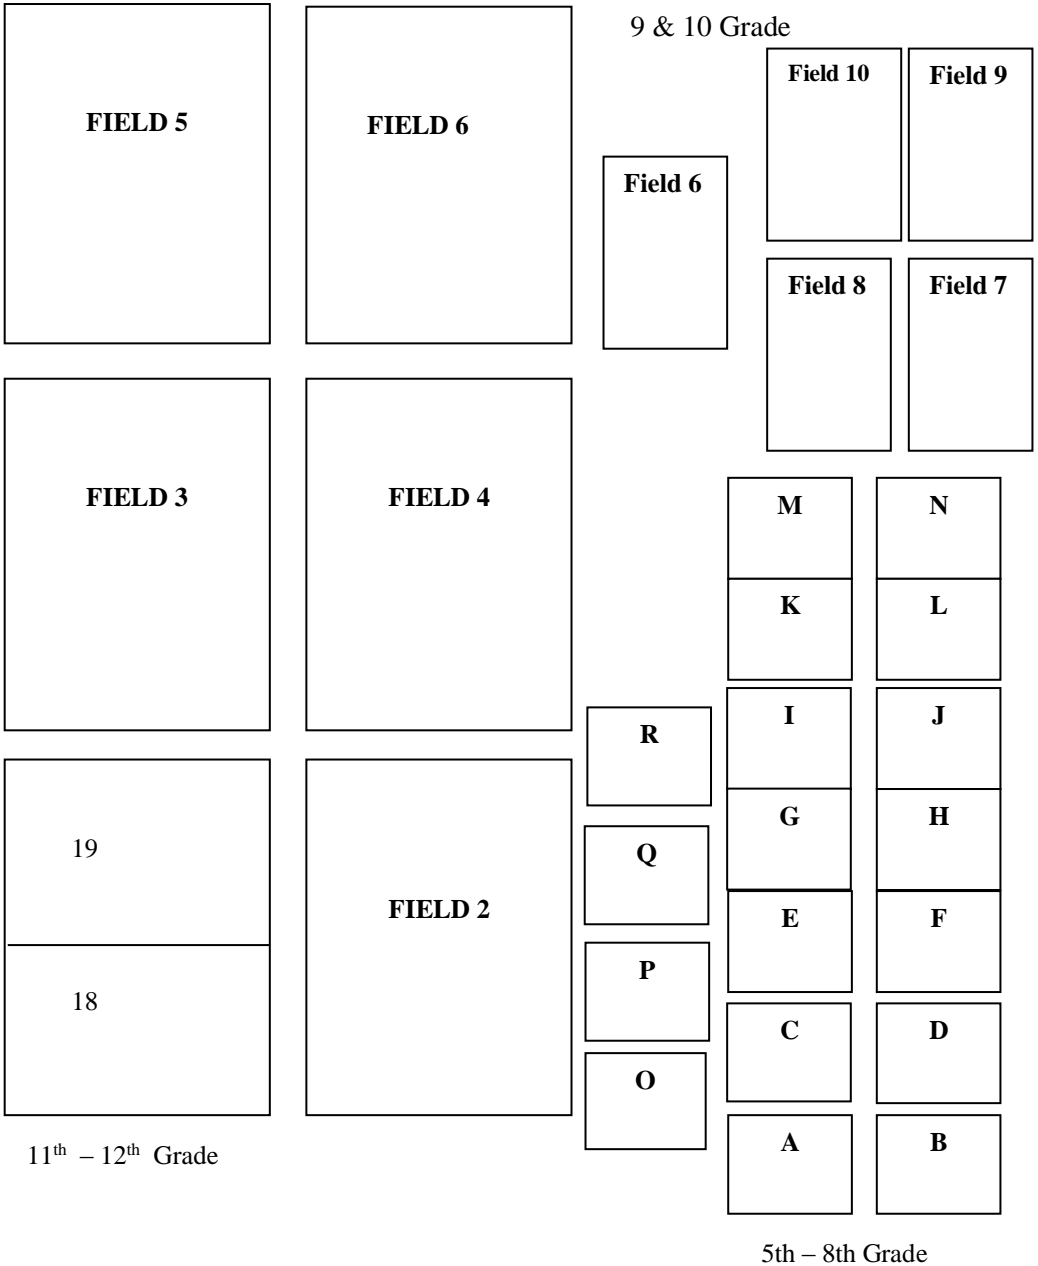 9 & 10 Grade
Field 10
Field 9
FIELD 5
FIELD 6
Field 6
Field 8
Field 7
FIELD 3
FIELD 4
M
N
K
L
I
J
R
G
H
19
Q
FIELD 2
E
F
P
18
C
D
O
A
B
11th – 12th Grade
5th – 8th Grade